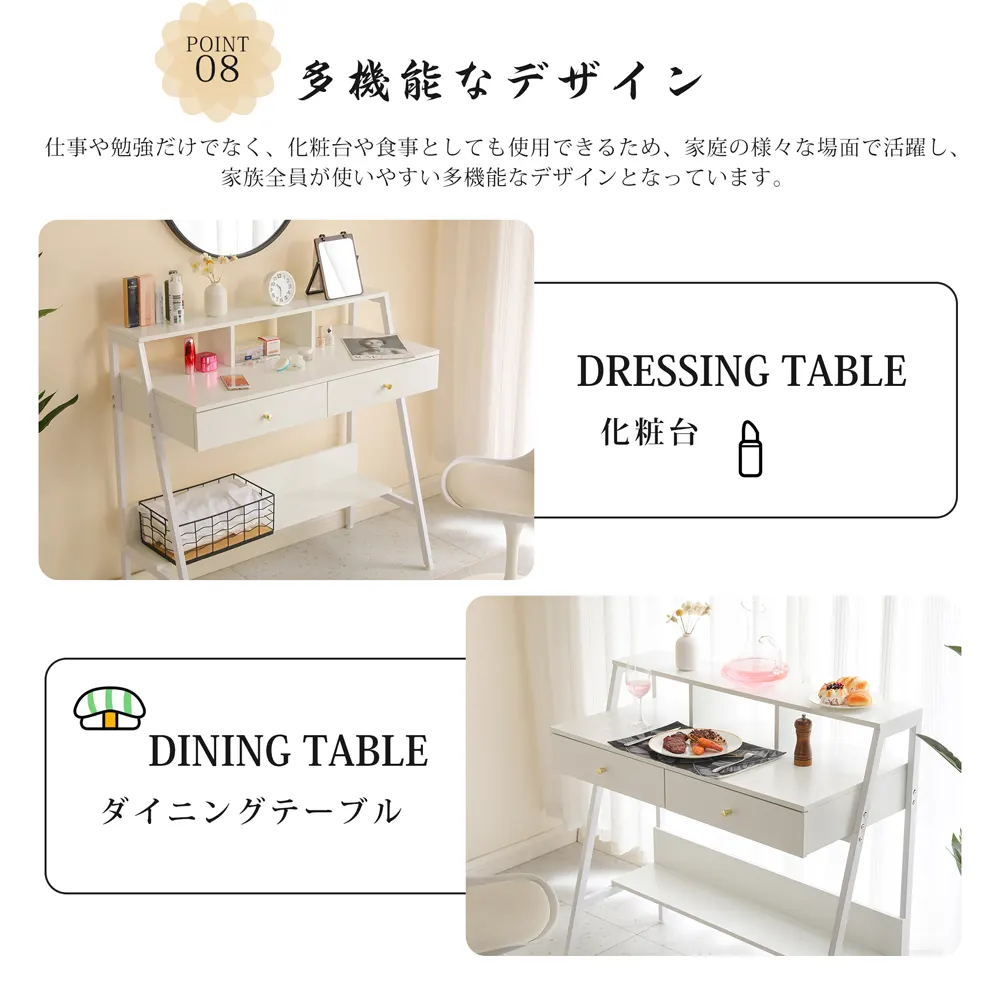 POINT
08
多機能なデザイン
仕事や勉強だけでなく、化粧台や食事としても使用できるため、家庭の様々な場面で活躍し、
家族全員が使いやすい多機能なデザインとなっています。
DRESSING TABLE
化粧台
DINING TABLE
ダイニングテーブル